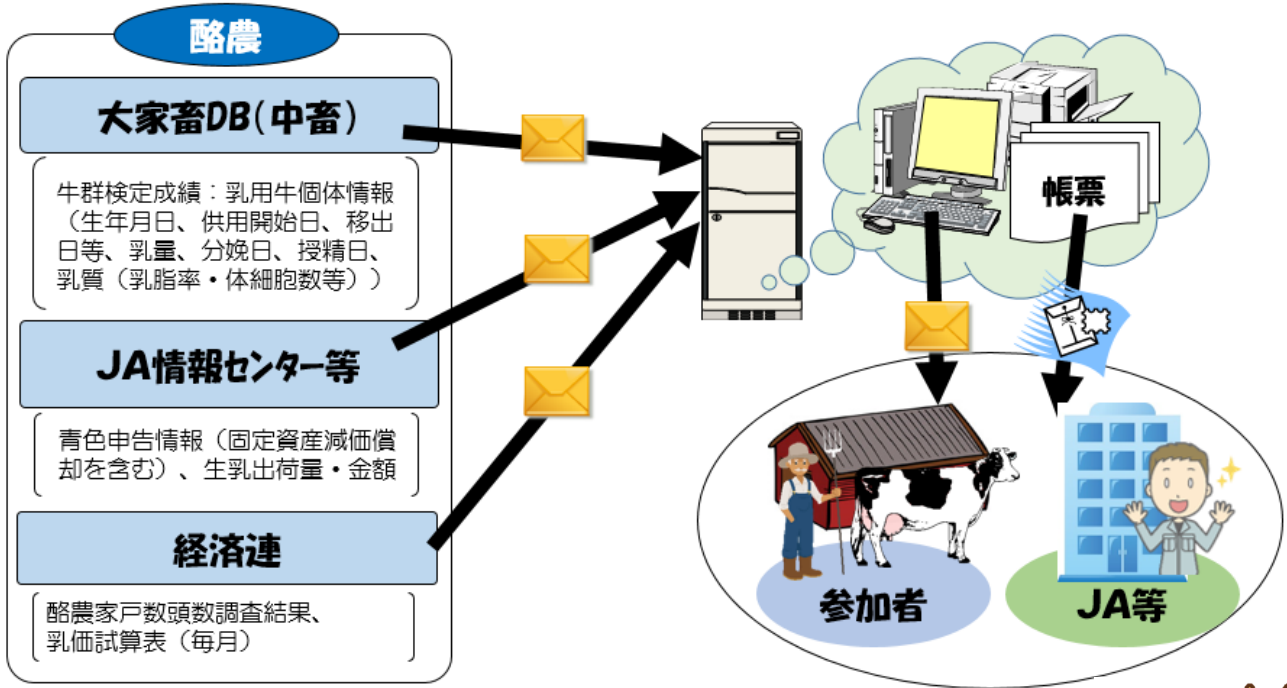 酪農
大家畜DB(中畜)
牛群検定成績：乳用牛個体情報
（生年月日、供用開始日、移出
日等、乳量、分娩日、授精日、
乳質（乳脂率・体細胞数等））
JA情報センター等
青色申告情報（固定資産減価償
却を含む）、生乳出荷量・金額
経済連
酪農家戸数頭数調査結果、
乳価試算表（毎月）
帳票
参加者
JA等